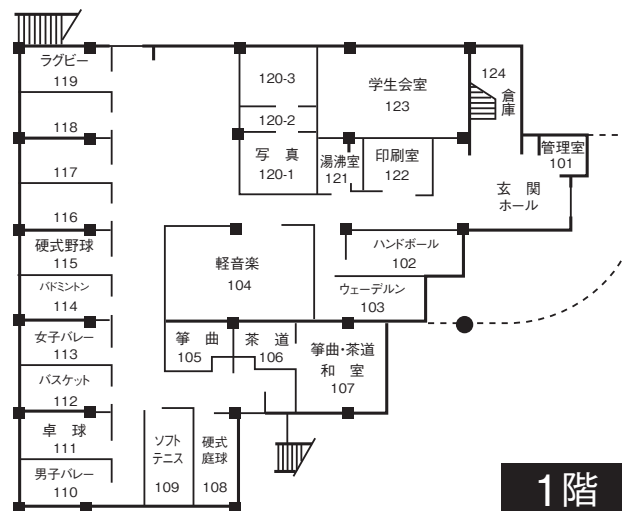 ラグビー
119
118
117
116
硬式野球
115
バドミントン
114
女子バレー
113
バスケット
112
卓 球
111
男子バレー
110
ソフト
テニス
109
硬式
庭球
108
120-3
120-2
写 真
120-1
学生会室
123
湯沸室
121
印刷室
122
124
倉庫
管理室
101
玄 関
ホール
軽音楽
104
ハンドボール
102
ウェーデルン
103
箏 曲
105
茶 道
106
箏曲・茶道
和 室
107
1階